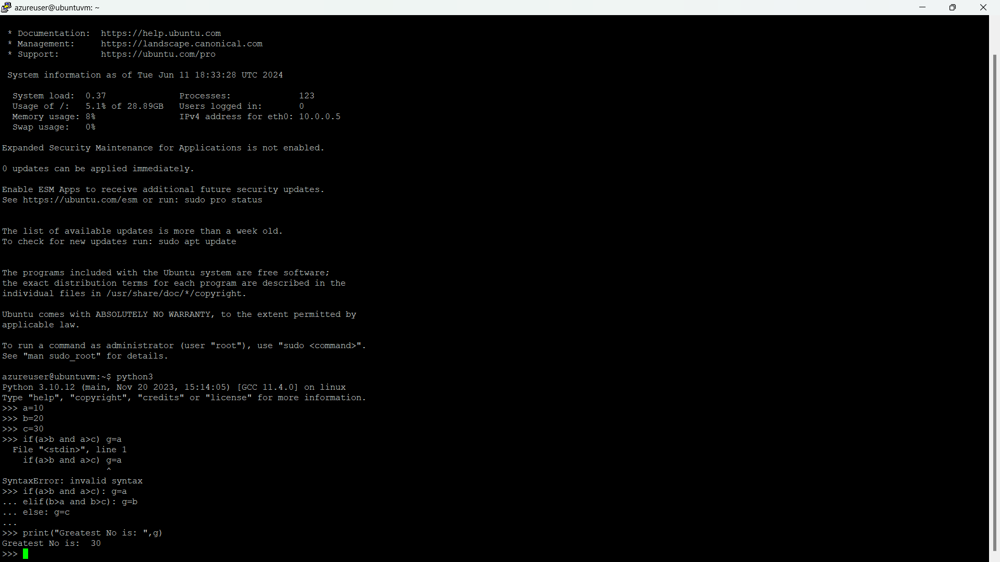 azureuser@ubuntuvm: ~
* Documentation:  https://help.ubuntu.com
* Management:     https://landscape.canonical.com
* Support:        https://ubuntu.com/pro
System information as of Tue Jun 11 18:33:28 UTC 2024
System load:  0.37              Processes:             123
Usage of /:   5.1% of 28.89GB   Users logged in:       0
Memory usage: 8%                IPv4 address for eth0: 10.0.0.5
Swap usage:   0%
Expanded Security Maintenance for Applications is not enabled.
0 updates can be applied immediately.
Enable ESM Apps to receive additional future security updates.
See https://ubuntu.com/esm or run: sudo pro status
The list of available updates is more than a week old.
To check for new updates run: sudo apt update
The programs included with the Ubuntu system are free software;
the exact distribution terms for each program are described in the
individual files in /usr/share/doc/*/copyright.
Ubuntu comes with ABSOLUTELY NO WARRANTY, to the extent permitted by
applicable law.
To run a command as administrator (user "root"), use "sudo <command>".
See "man sudo_root" for details.
azureuser@ubuntuvm:~$ python3
Python 3.10.12 (main, Nov 20 2023, 15:14:05) [GCC 11.4.0] on linux
Type "help", "copyright", "credits" or "license" for more information.
>>> a=10
>>> b=20
>>> c=30
>>> if(a>b and a>c) g=a
  File "<stdin>", line 1
    if(a>b and a>c) g=a
                    ^
SyntaxError: invalid syntax
>>> if(a>b and a>c): g=a
... elif(b>a and b>c): g=b
... else: g=c
...
>>> print("Greatest No is: ",g)
Greatest No is:  30
>>>